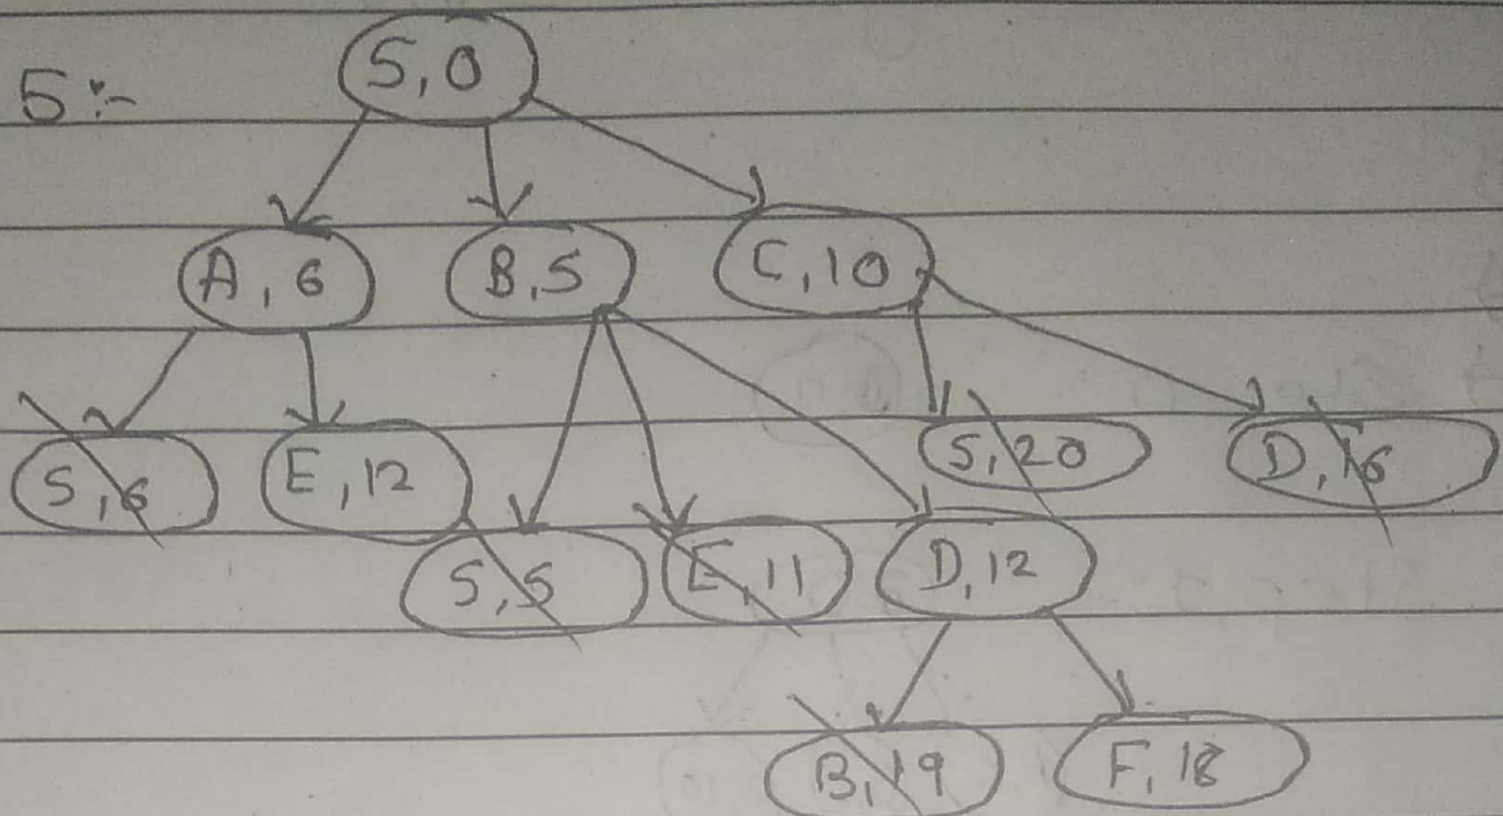 5:-
S, 0
A, 6
B, 5
C, 10
S, 6
E, 12
S, 20
D, 16
S, 5
E, 11
D, 12
B, 19
F, 18